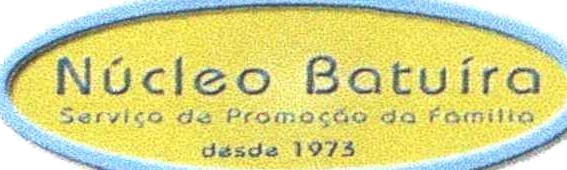 Núcleo Batuíra
Serviço de Promoção da Família
desde 1973